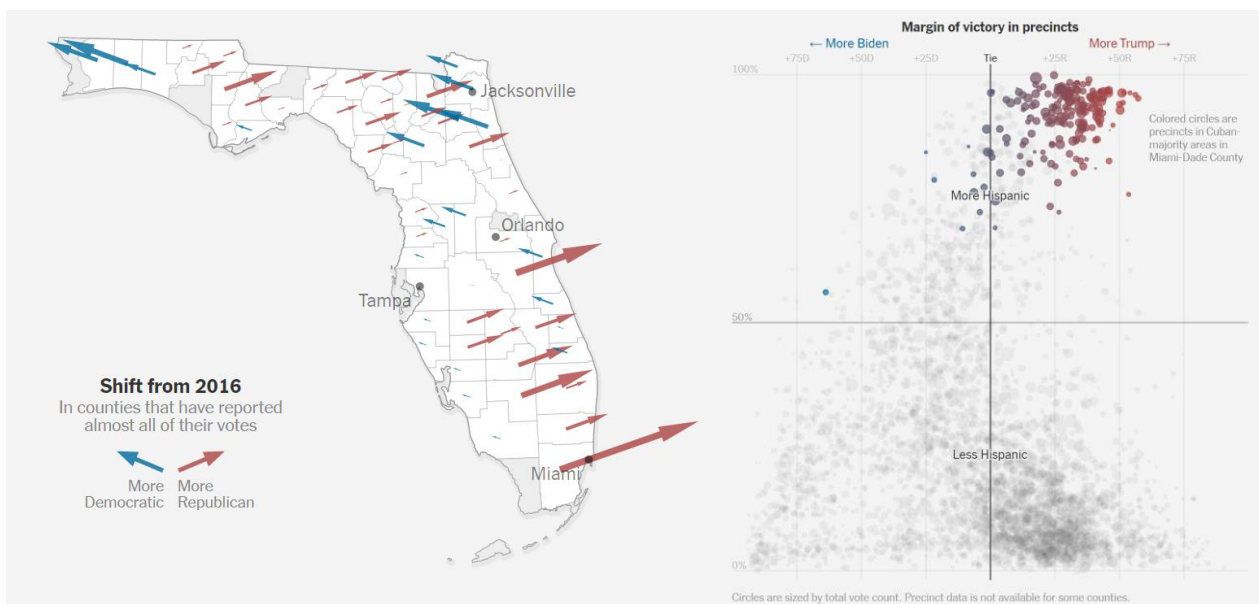 Jacksonville
Orlando
Tampa
Miami
Shift from 2016
In counties that have reported
almost all of their votes
More
Democratic
More
Republican
Margin of victory in precincts
← More Biden
More Trump →
+75D
+50D
+25D
Tie
+25R
+50R
+75R
100%
Colored circles are
precincts in Cuban-
majority areas in
Miami-Dade County
More Hispanic
50%
Less Hispanic
0%
Circles are sized by total vote count. Precinct data is not available for some counties.